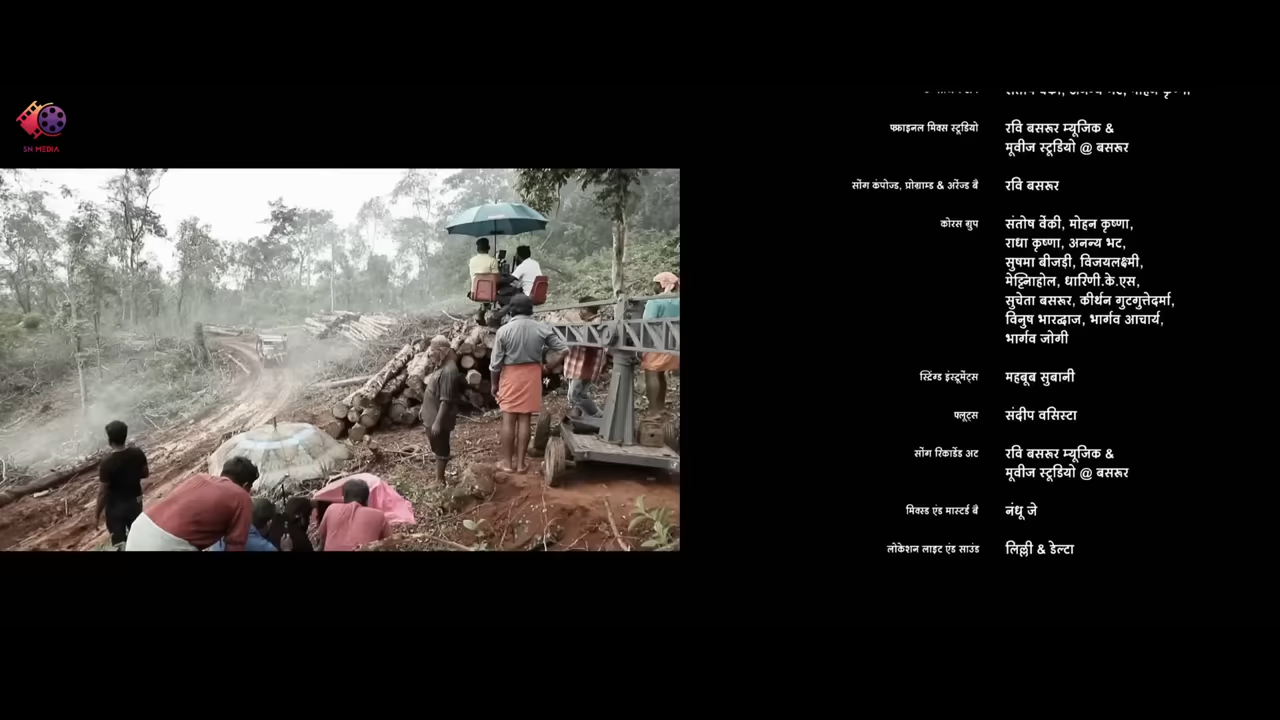 SN MEDIA
फ्फ्राइनल मिक्स स्टूडियो रवि बसरूर म्यूजिक &
मूवीज स्टूडियो @ बसरूर
सोंग कंपोज्ड, प्रोग्राम्ड & अरेंज्ड बै रवि बसरूर
कोरस ग्रुप संतोष वेंकी, मोहन कृष्णा,
राधा कृष्णा, अनन्य भट,
सुषमा बीजड़ी, विजयलक्ष्मी,
मेट्टिनाहोल, धारिणी.के.एस,
सुचेता बसरूर, कीर्थन गुटगुत्तेदर्मा,
विनुष भारद्वाज, भार्गव आचार्य,
भार्गव जोगी
स्टिंग्ड इंस्ट्रूमेंट्स महबूब सुबानी
फ्लूट्स संदीप वसिस्टा
सोंग रिकार्डेड अट रवि बसरूर म्यूजिक &
मूवीज स्टूडियो @ बसरूर
मिक्स्ड एंड मास्टर्ड बै नंधू जे
लोकेशन लाइट एंड साउंड लिल्ली & डेल्टा